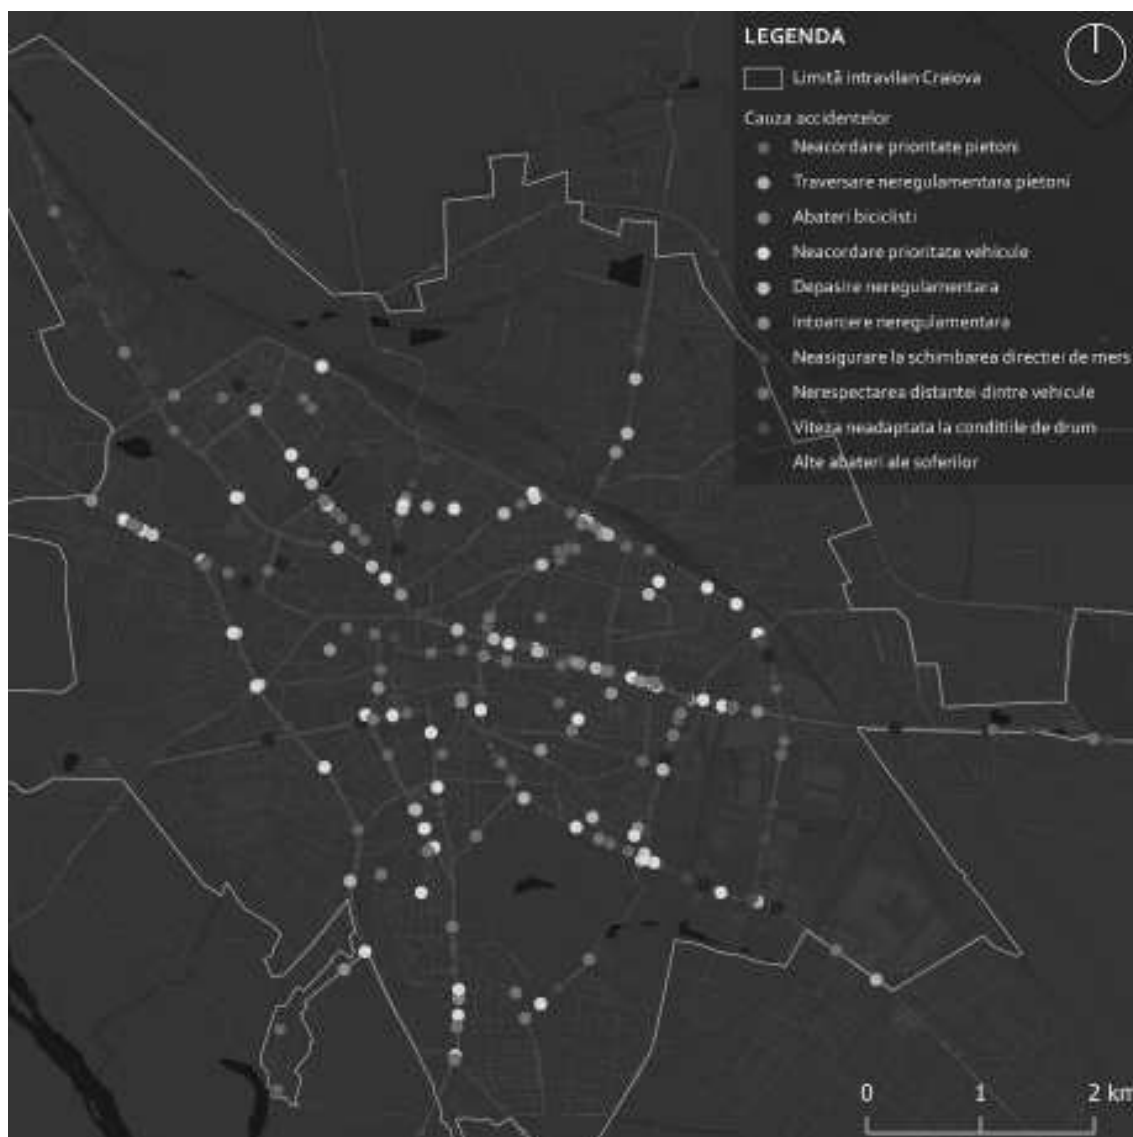 LEGENDA
Limită intravilan Craiova
Cauza accidentelor
Neacordare prioritate pietoni
Traversare neregulamentara pietoni
Abateri biciclisti
Neacordare prioritate vehicule
Depasire neregulamentara
Intoarcere neregulamentara
Neasigurare la schimbarea directiei de mers
Nerespectarea distantei dintre vehicule
Viteza neadaptata la conditiile de drum
Alte abateri ale soferilor
0 1 2 km